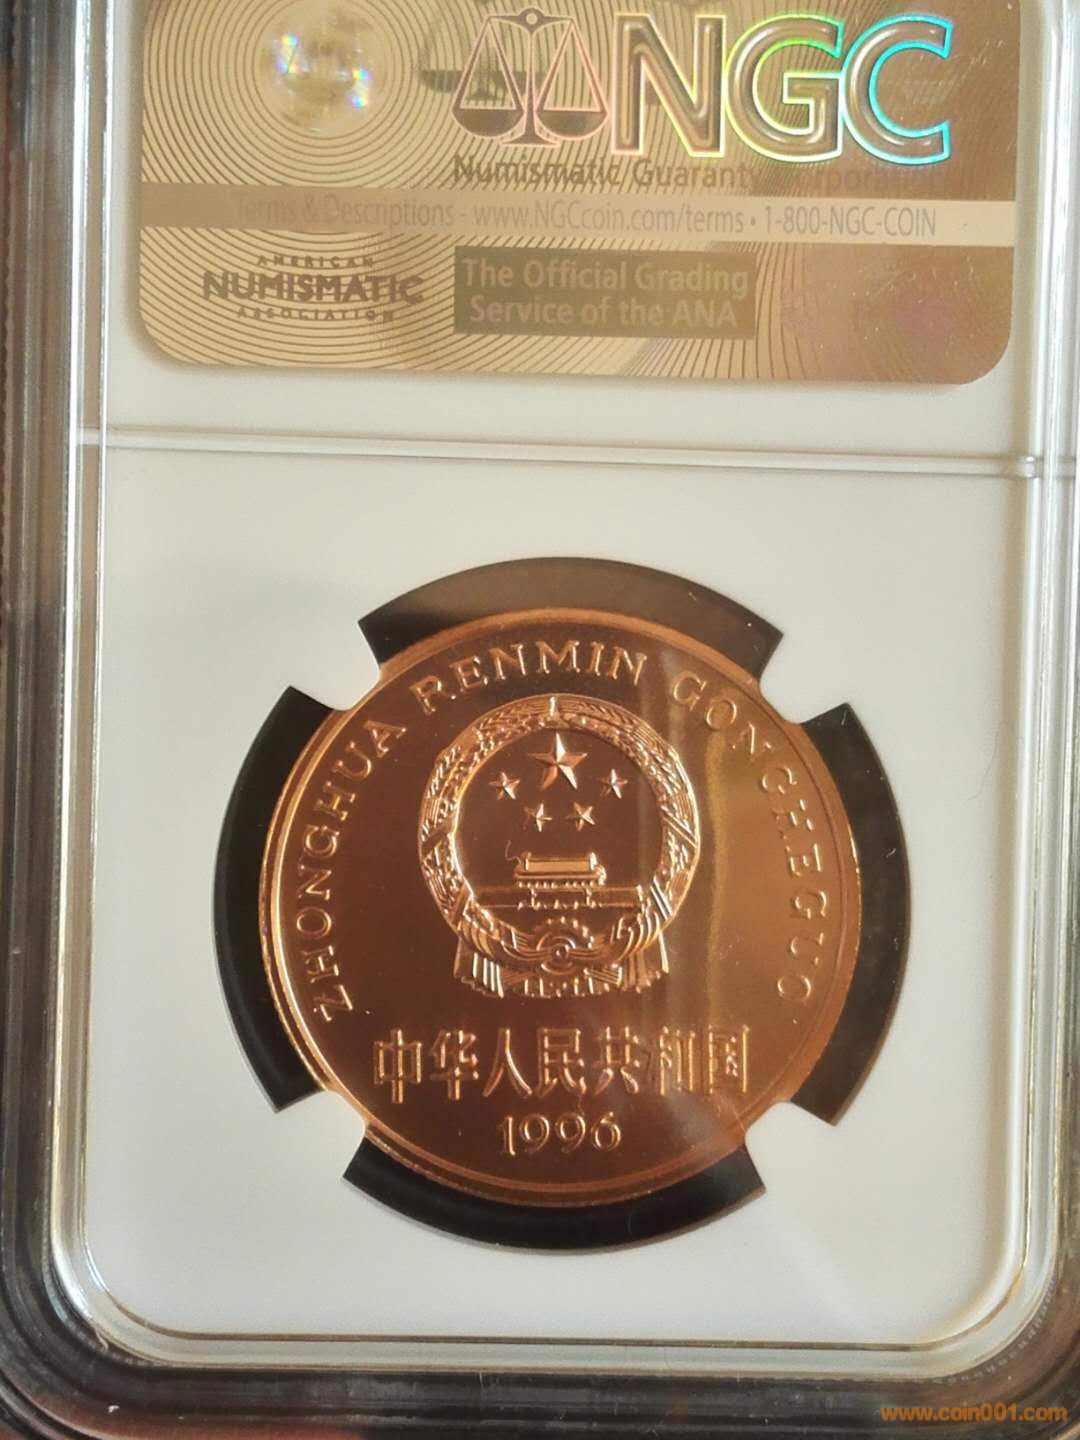 NGC
Numismatic Guaranty Corporation
Terms & Descriptions - www.NGCcoin.com/terms • 1-800-NGC-COIN
AMERICAN
NUMISMATIC
ASSOCIATION
The Official Grading
Service of the ANA
ZHONGHUA RENMIN GONGHEGUO
中华人民共和国
1996
www.coin001.com